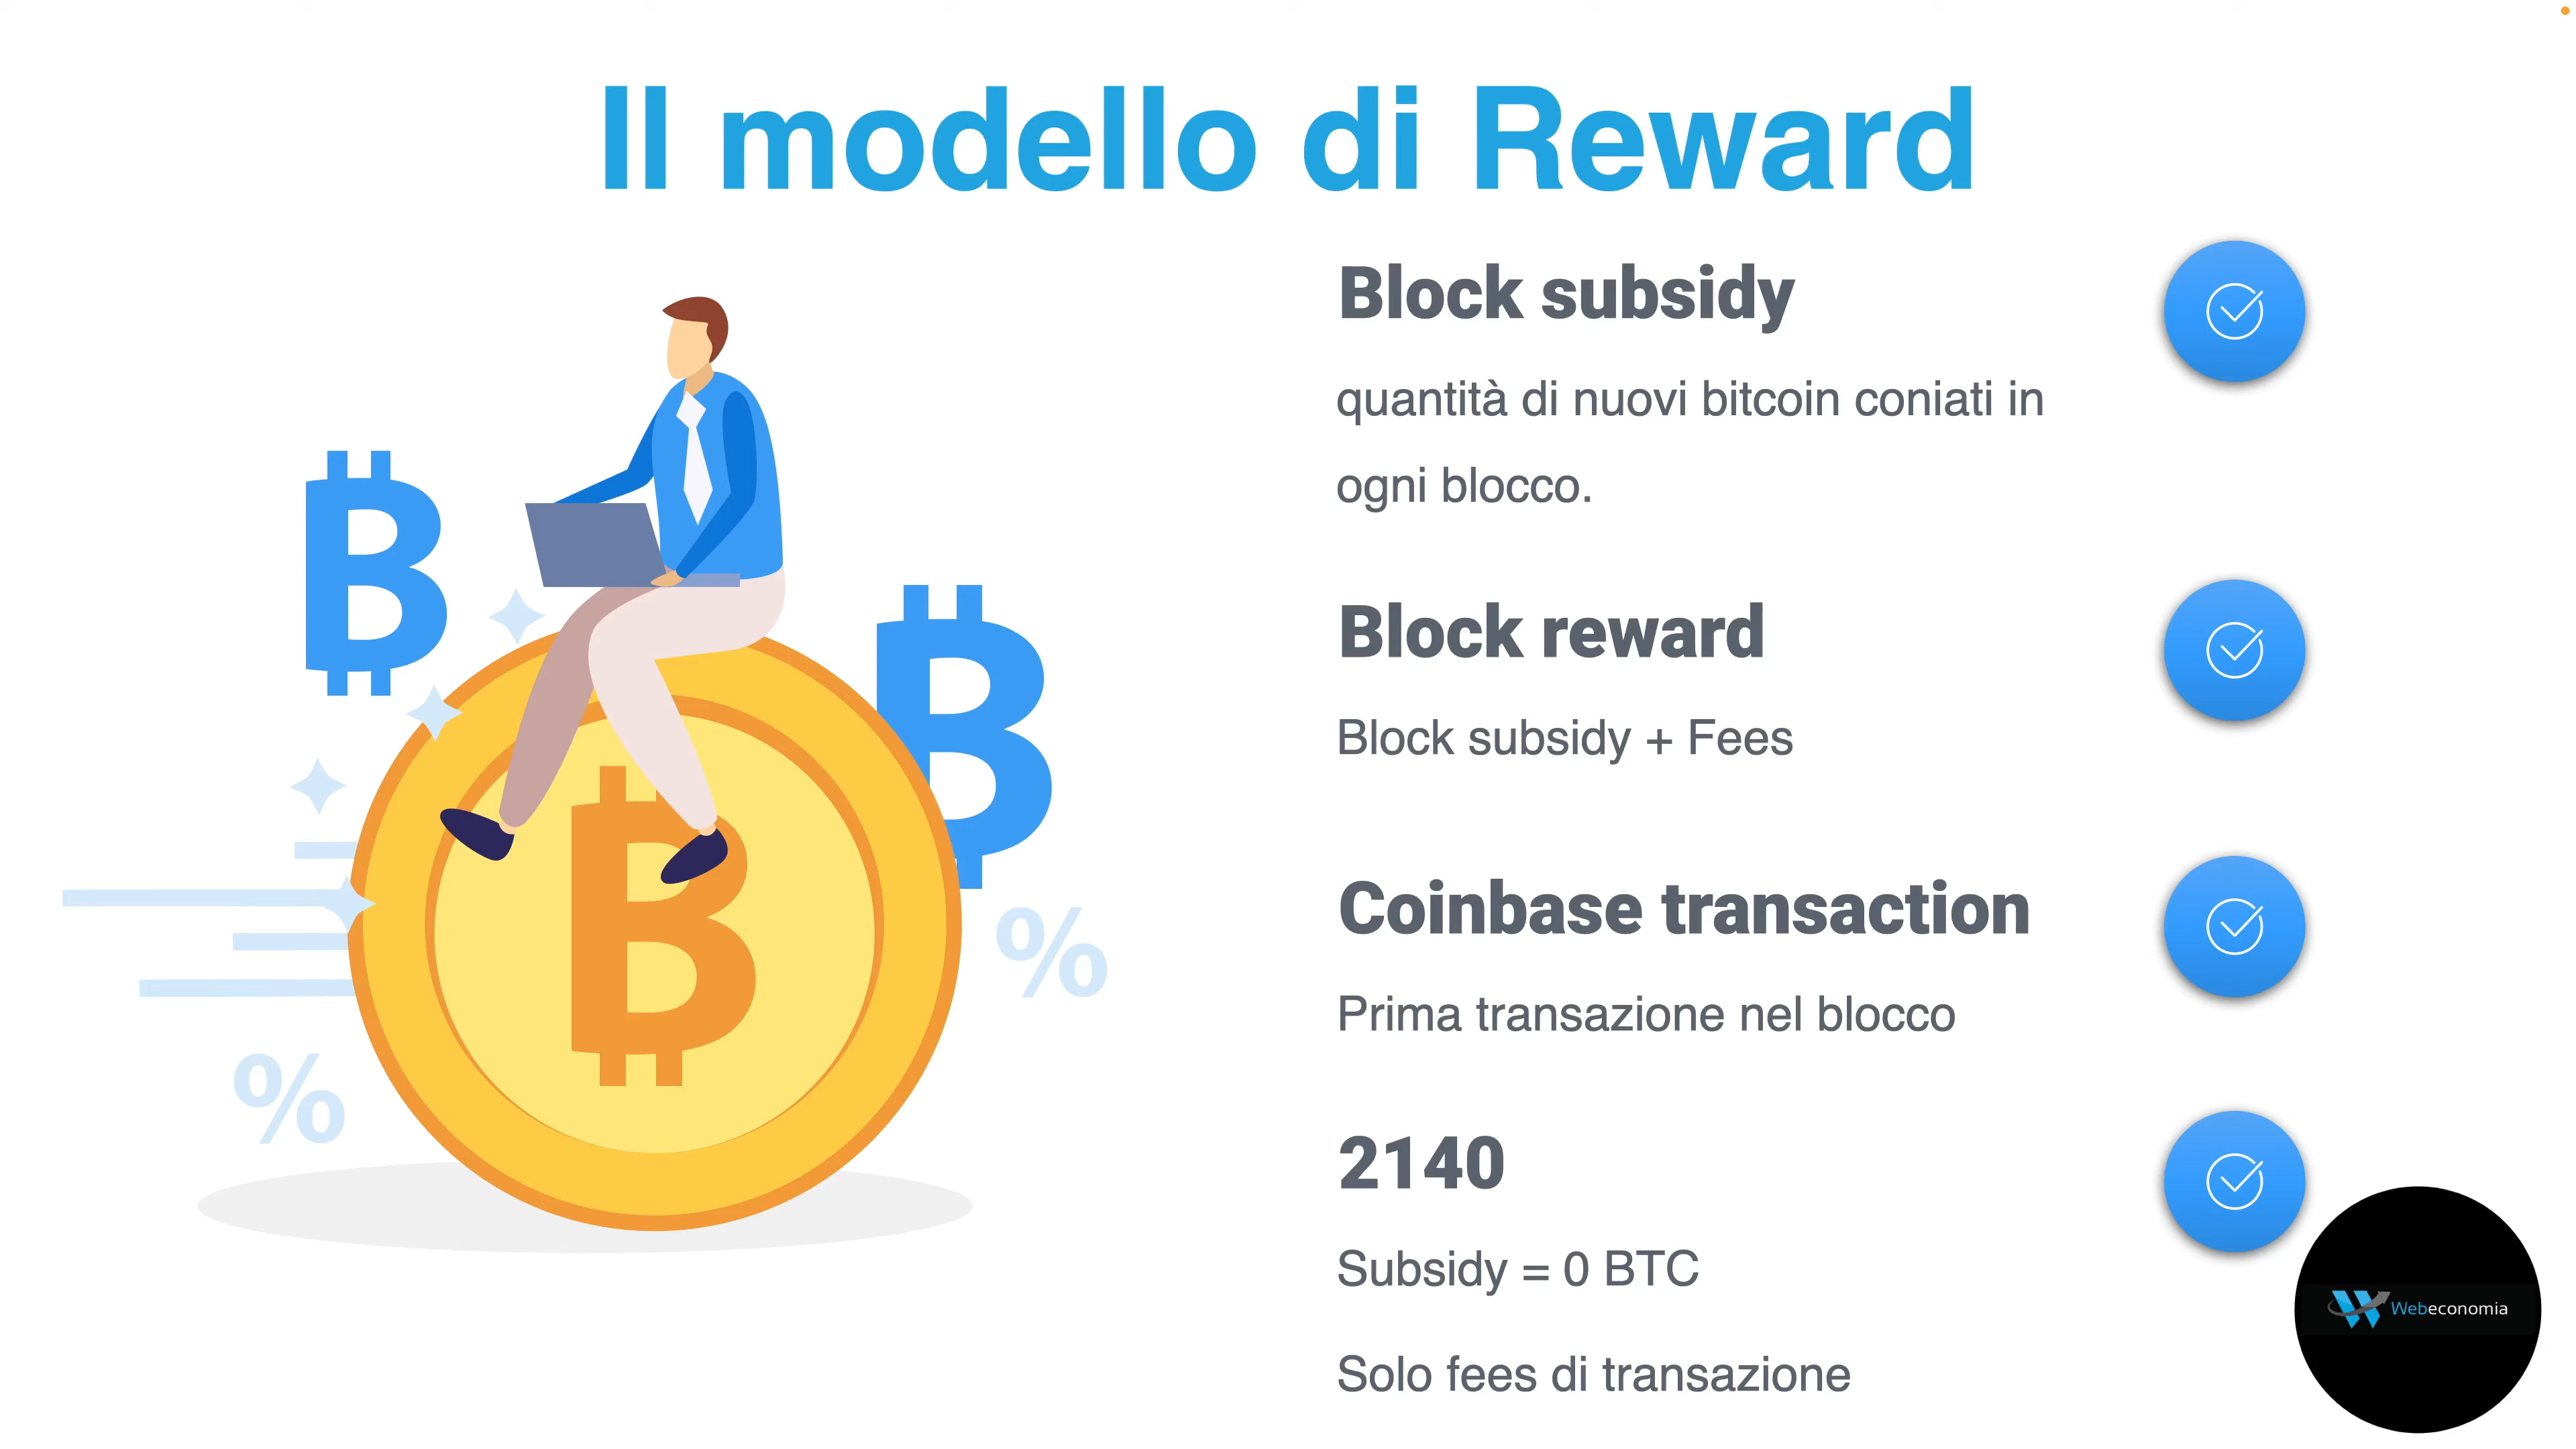 Il modello di Reward
Block subsidy
quantità di nuovi bitcoin coniati in
ogni blocco.
Block reward
Block subsidy + Fees
Coinbase transaction
Prima transazione nel blocco
2140
Subsidy = 0 BTC
Solo fees di transazione
%
%
Webeconomia